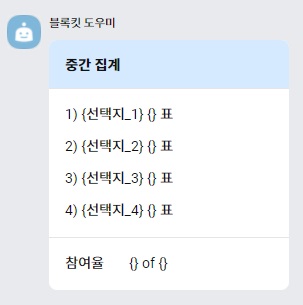 블록킷 도우미
중간 집계
1) {선택지_1} {} 표
2) {선택지_2} {} 표
3) {선택지_3} {} 표
4) {선택지_4} {} 표
참여율 {} of {}